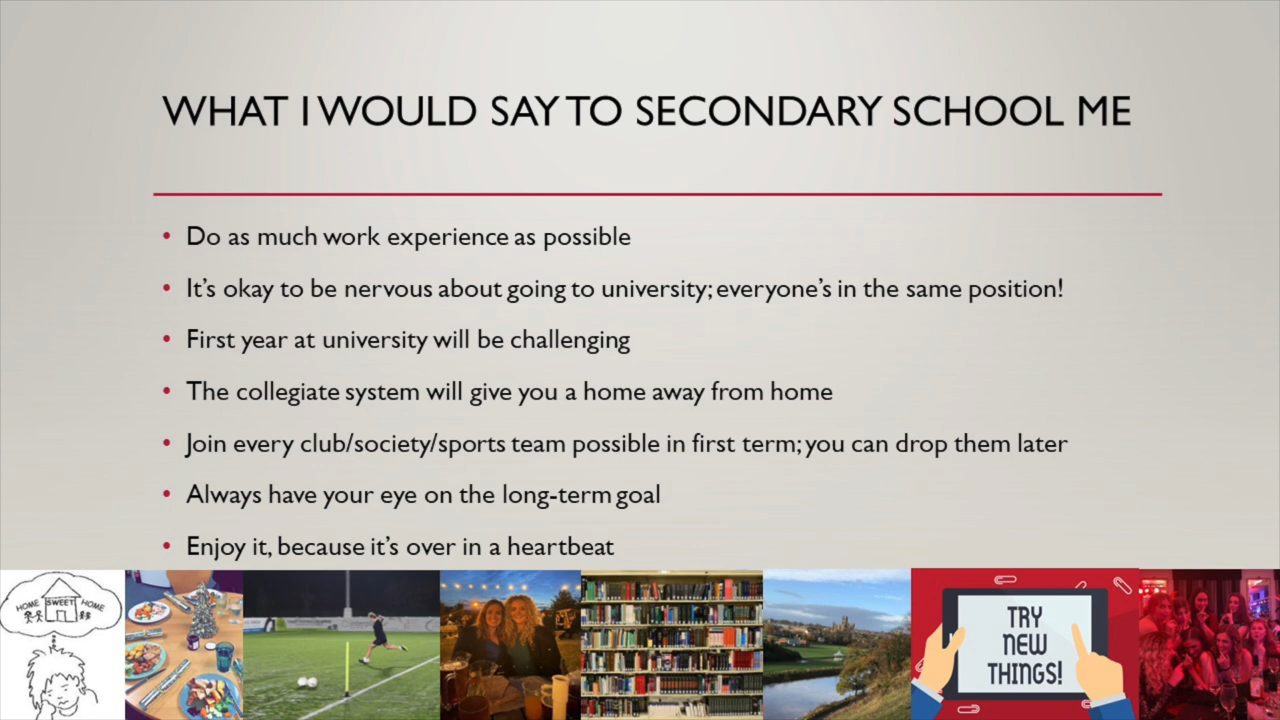 WHAT I WOULD SAY TO SECONDARY SCHOOL ME
• Do as much work experience as possible
• It's okay to be nervous about going to university; everyone's in the same position!
• First year at university will be challenging
• The collegiate system will give you a home away from home
• Join every club/society/sports team possible in first term; you can drop them later
• Always have your eye on the long-term goal
• Enjoy it, because it's over in a heartbeat
HOME SWEET HOME
TRY
NEW
THINGS!